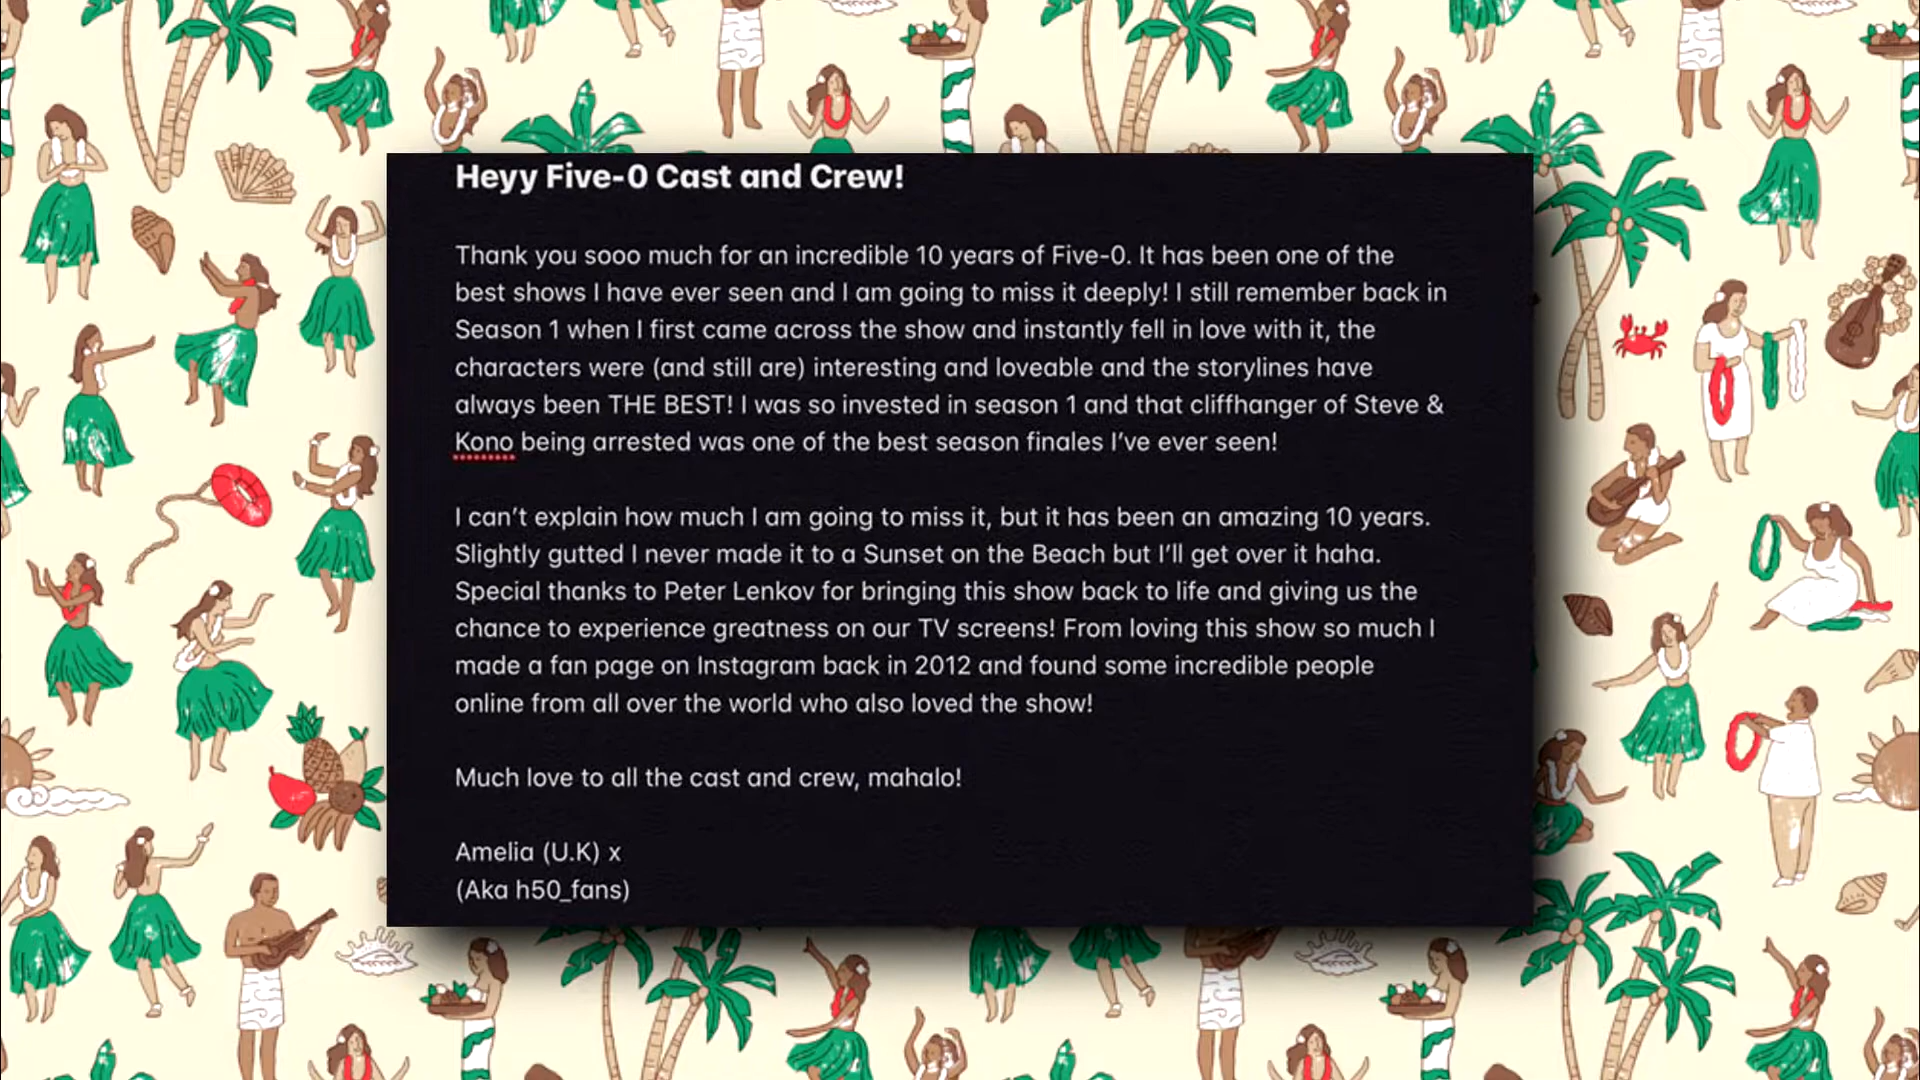 Heyy Five-0 Cast and Crew!
Thank you sooo much for an incredible 10 years of Five-0. It has been one of the
best shows I have ever seen and I am going to miss it deeply! I still remember back in
Season 1 when I first came across the show and instantly fell in love with it, the
characters were (and still are) interesting and loveable and the storylines have
always been THE BEST! I was so invested in season 1 and that cliffhanger of Steve &
Kono being arrested was one of the best season finales I’ve ever seen!
I can’t explain how much I am going to miss it, but it has been an amazing 10 years.
Slightly gutted I never made it to a Sunset on the Beach but I’ll get over it haha.
Special thanks to Peter Lenkov for bringing this show back to life and giving us the
chance to experience greatness on our TV screens! From loving this show so much I
made a fan page on Instagram back in 2012 and found some incredible people
online from all over the world who also loved the show!
Much love to all the cast and crew, mahalo!
Amelia (U.K) x
(Aka h50_fans)